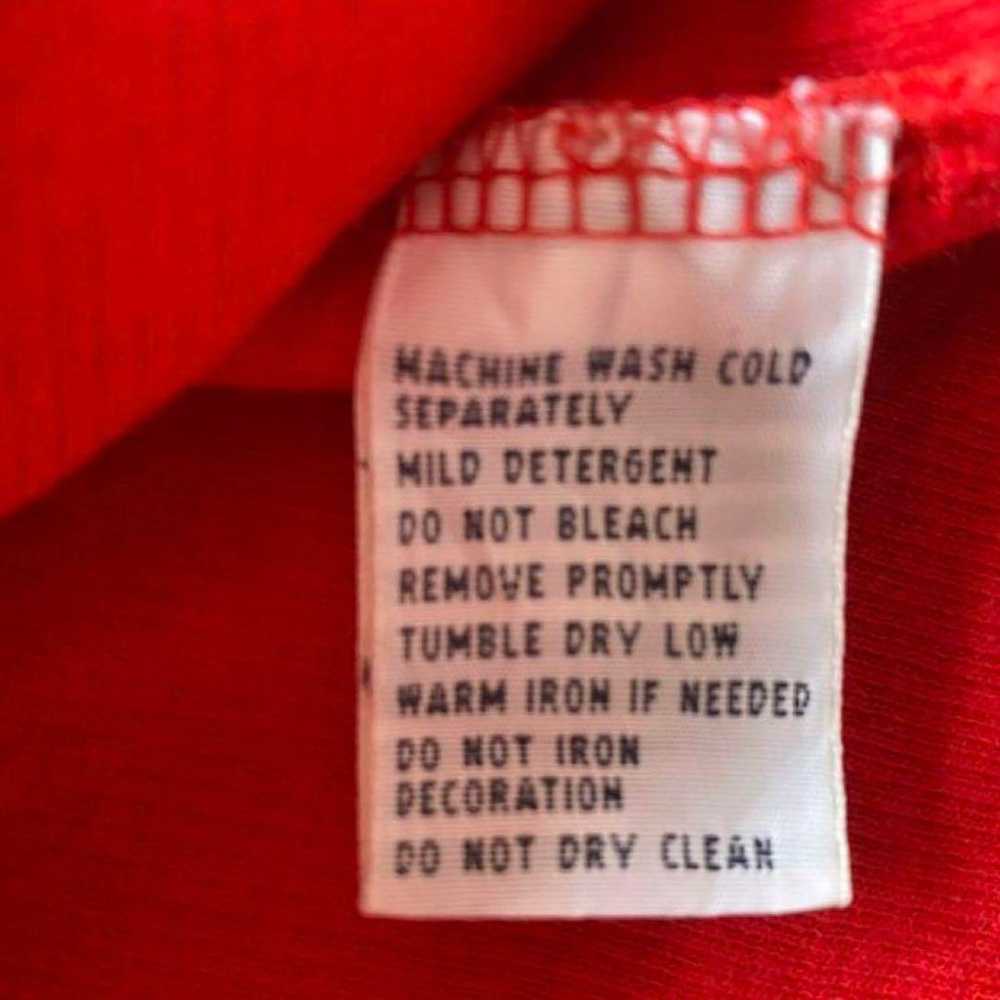 MACHINE WASH COLD
SEPARATELY
MILD DETERGENT
DO NOT BLEACH
REMOVE PROMPTLY
TUMBLE DRY LOW
WARM IRON IF NEEDED
DO NOT IRON
DECORATION
DO NOT DRY CLEAN